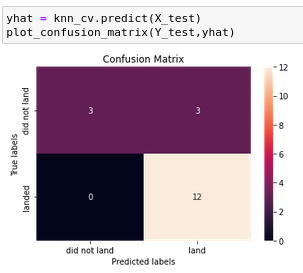 yhat = knn_cv.predict(X_test)
plot_confusion_matrix(Y_test,yhat)
Confusion Matrix
True labels
did not land
landed
3
3
0
12
did not land
land
Predicted labels
12
10
8
6
4
2
0